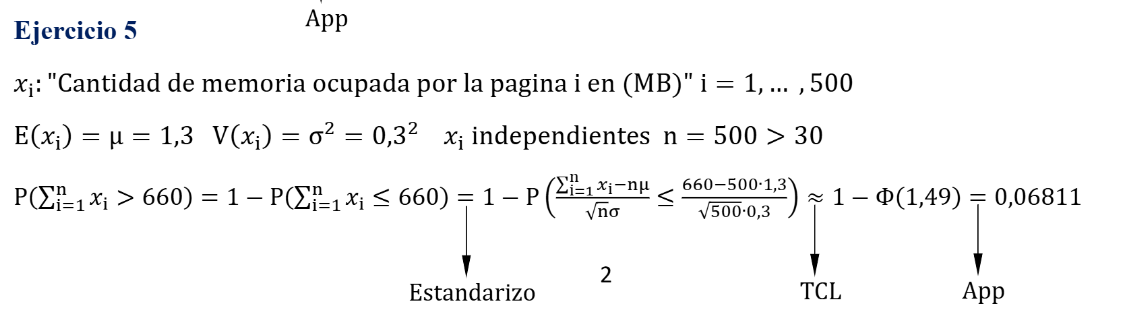 App
Ejercicio 5
xᵢ: "Cantidad de memoria ocupada por la pagina i en (MB)" i = 1, … , 500
E(xᵢ) = μ = 1,3 V(xᵢ) = σ² = 0,3² xᵢ independientes n = 500 > 30
P(∑ⁿᵢ₌₁ xᵢ > 660) = 1 − P(∑ⁿᵢ₌₁ xᵢ ≤ 660) = 1 − P((∑ⁿᵢ₌₁ xᵢ−nμ)/(√nσ) ≤ (660−500·1,3)/(√500·0,3)) ≈ 1 − Φ(1,49) = 0,06811
2
Estandarizo TCL App